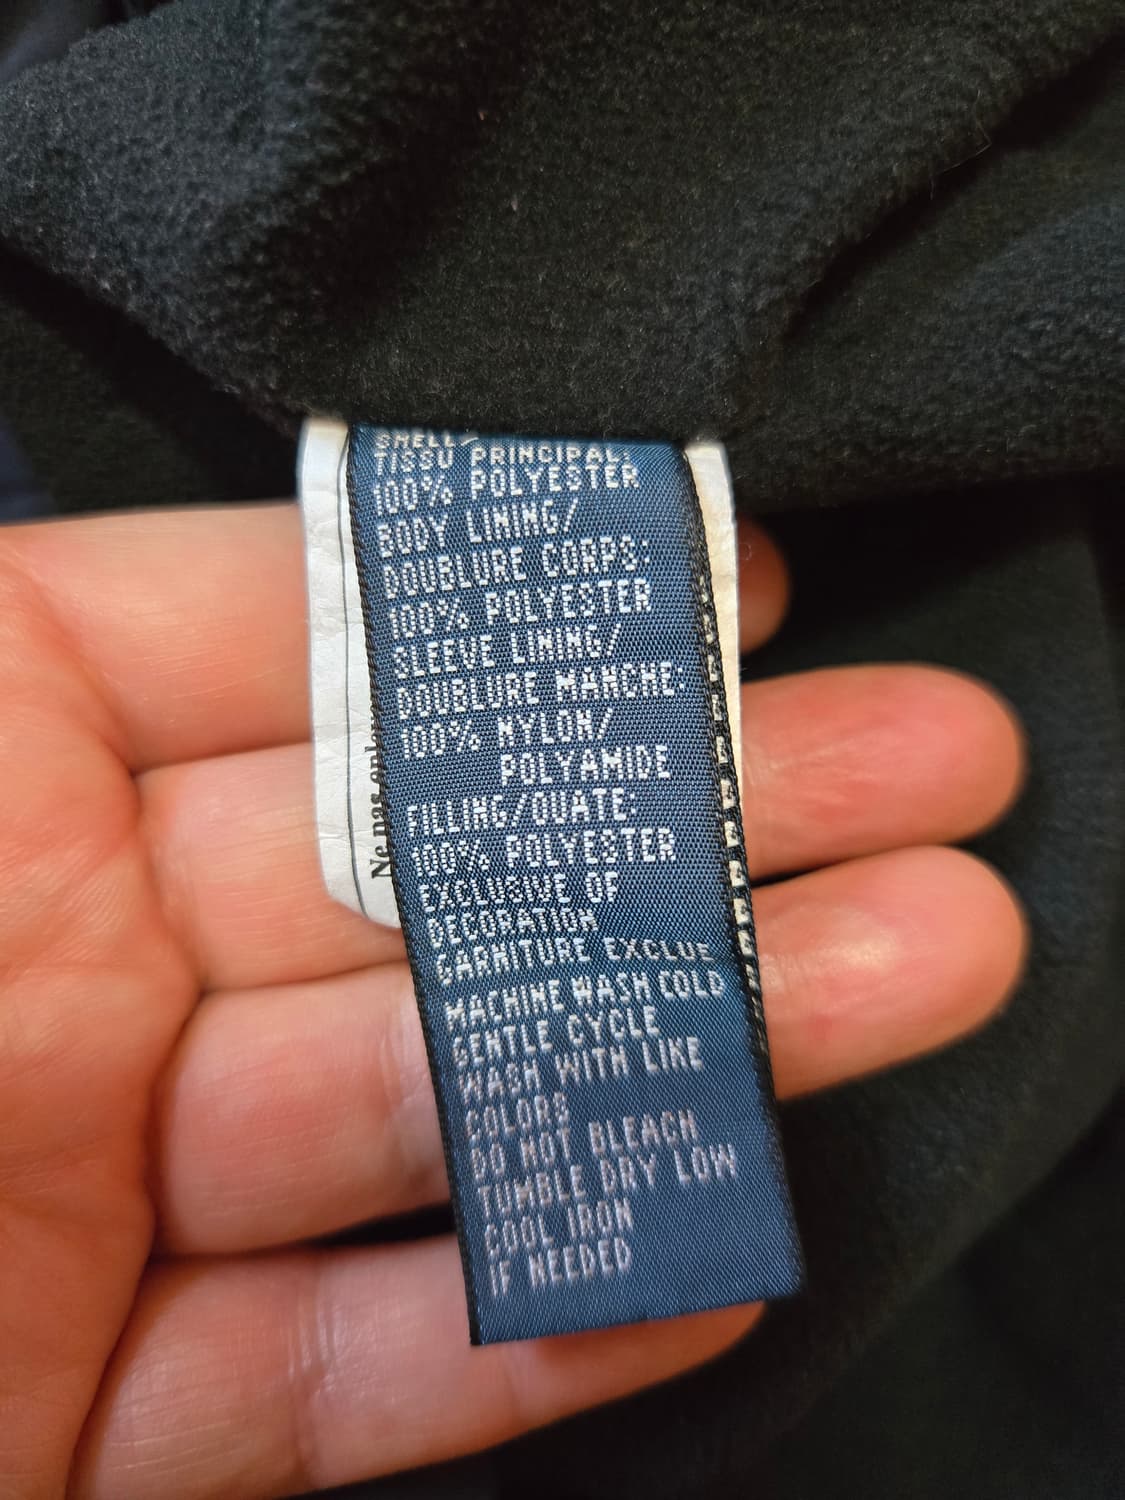 SHELL/
TISSU PRINCIPAL:
100% POLYESTER
BODY LINING/
DOUBLURE CORPS:
100% POLYESTER
SLEEVE LINING/
DOUBLURE MANCHE:
100% NYLON/
POLYAMIDE
FILLING/OUATE:
100% POLYESTER
EXCLUSIVE OF
DECORATION
GARNITURE EXCLUE
MACHINE WASH COLD
GENTLE CYCLE
WASH WITH LIKE
COLORS
DO NOT BLEACH
TUMBLE DRY LOW
COOL IRON
IF NEEDED
Ne pas